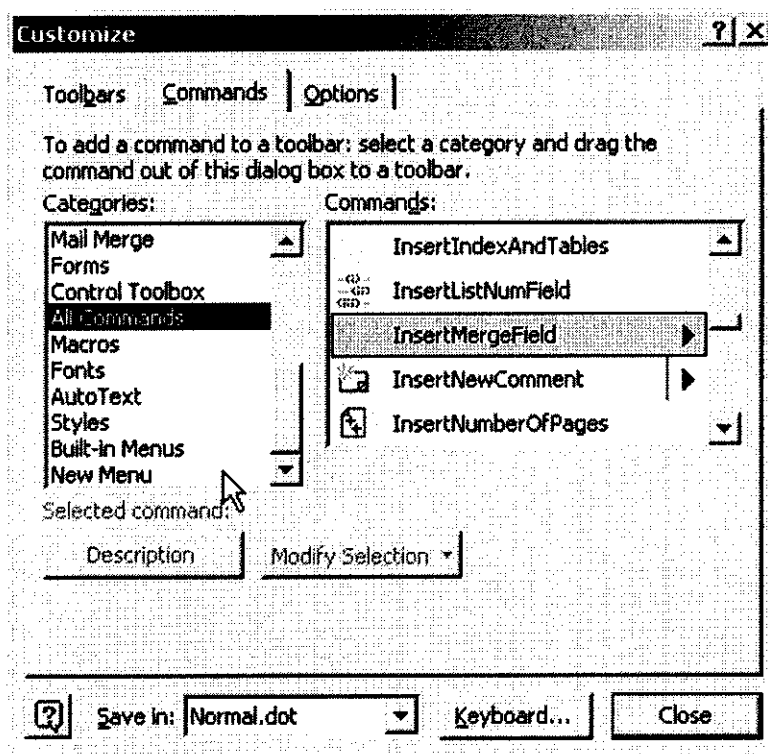 Customize
Toolbars Commands Options
To add a command to a toolbar: select a category and drag the
command out of this dialog box to a toolbar.
Categories: Commands:
Mail Merge
Forms
Control Toolbox
All Commands
Macros
Fonts
AutoText
Styles
Built-in Menus
New Menu
InsertIndexAndTables
InsertListNumField
InsertMergeField
InsertNewComment
InsertNumberOfPages
Selected command:
Description Modify Selection
Save in: Normal.dot Keyboard... Close